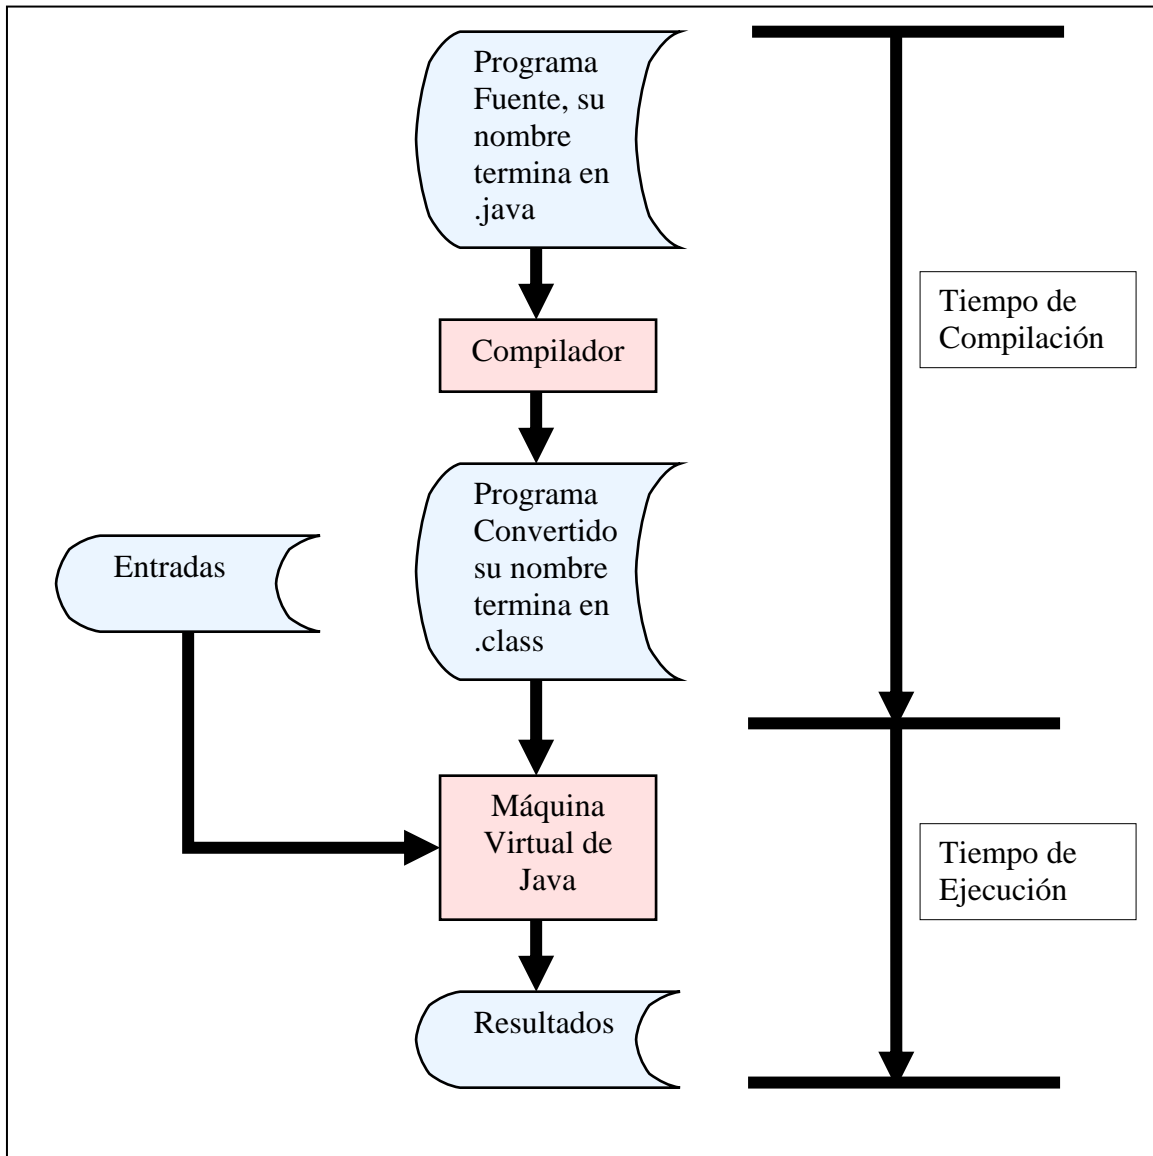 Programa
Fuente, su
nombre
termina en
.java
Compilador
Tiempo de
Compilación
Programa
Convertido
su nombre
termina en
.class
Entradas
Máquina
Virtual de
Java
Tiempo de
Ejecución
Resultados